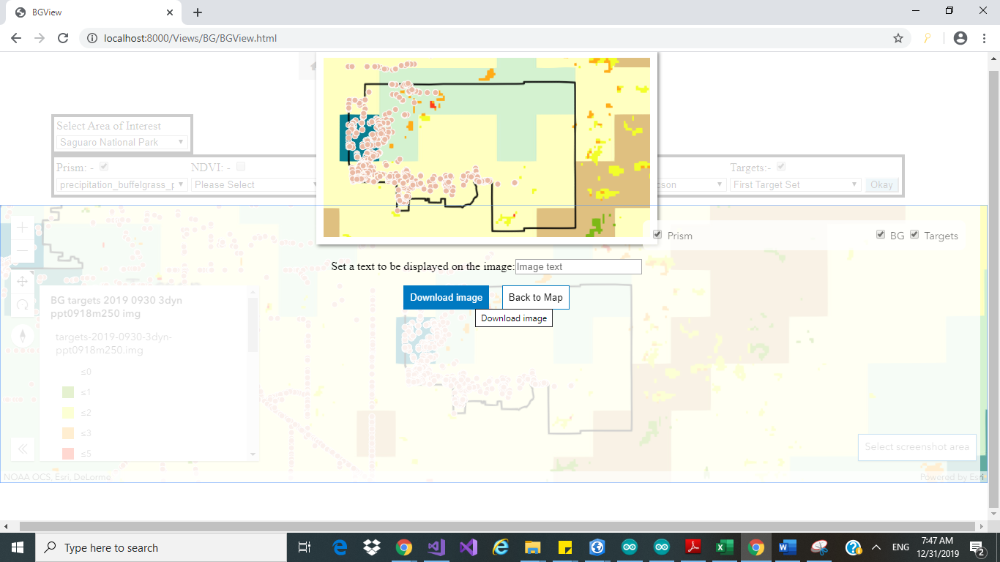 BGView
localhost:8000/Views/BG/BGView.html
Select Area of Interest
Saguaro National Park
Prism: - NDVI: - Targets:-
precipitation_buffelgrass_p Please Select cson First Target Set Okay
Prism BG Targets
Set a text to be displayed on the image: Image text
Download image Back to Map
Download image
BG targets 2019 0930 3dyn
ppt0918m250 img
targets-2019-0930-3dyn-
ppt0918m250.img
≤0
≤1
≤2
≤3
≤5
Select screenshot area
NOAA OCS, Esri, DeLorme Powered by Esri
Type here to search
ENG
7:47 AM
12/31/2019
2